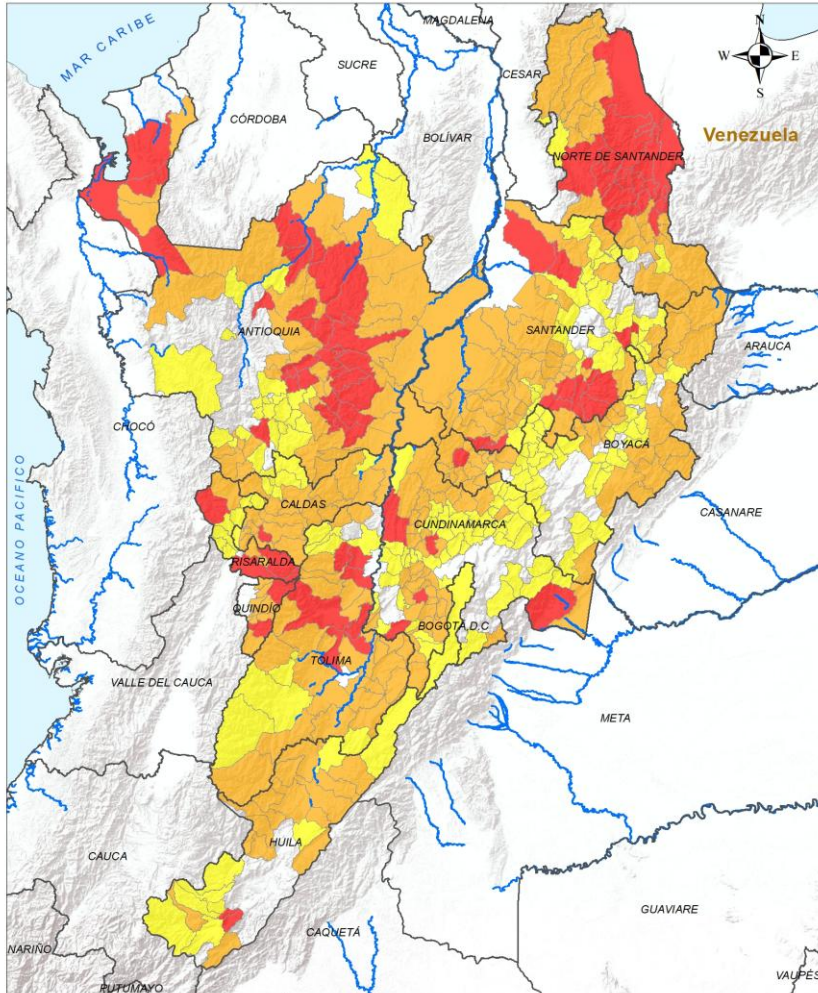 MAR CARIBE
MAGDALENA
N
W E
S
SUCRE
CESAR
CÓRDOBA
BOLÍVAR
Venezuela
NORTE DE SANTANDER
ANTIOQUIA
SANTANDER
ARAUCA
CHOCÓ
BOYACÁ
OCEANO PACIFICO
CALDAS
CUNDINAMARCA
CASANARE
RISARALDA
QUINDÍO
BOGOTÁ,D.C
TOLIMA
VALLE DEL CAUCA
META
HUILA
CAUCA
GUAVIARE
NARIÑO
CAQUETÁ
PUTUMAYO
VAUPÉS